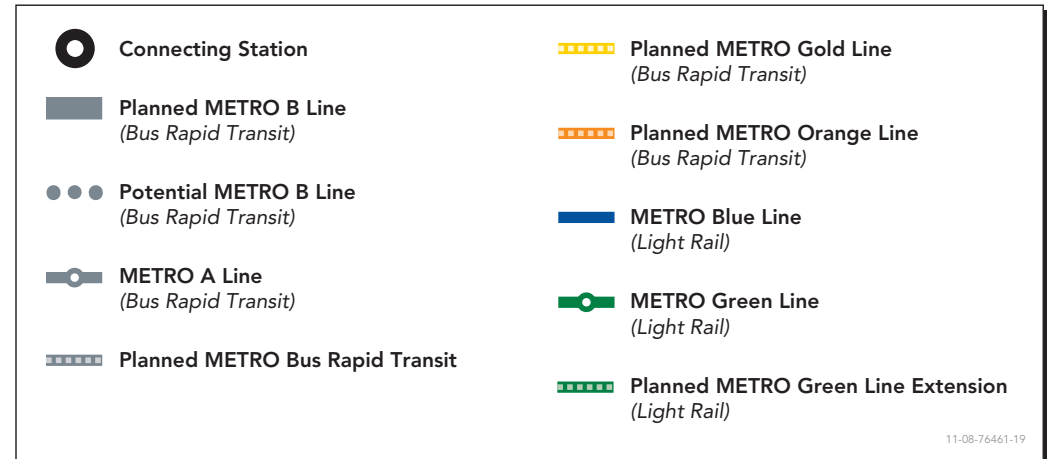 Connecting Station
Planned METRO B Line
(Bus Rapid Transit)
Potential METRO B Line
(Bus Rapid Transit)
METRO A Line
(Bus Rapid Transit)
Planned METRO Bus Rapid Transit
Planned METRO Gold Line
(Bus Rapid Transit)
Planned METRO Orange Line
(Bus Rapid Transit)
METRO Blue Line
(Light Rail)
METRO Green Line
(Light Rail)
Planned METRO Green Line Extension
(Light Rail)
11-08-76461-19